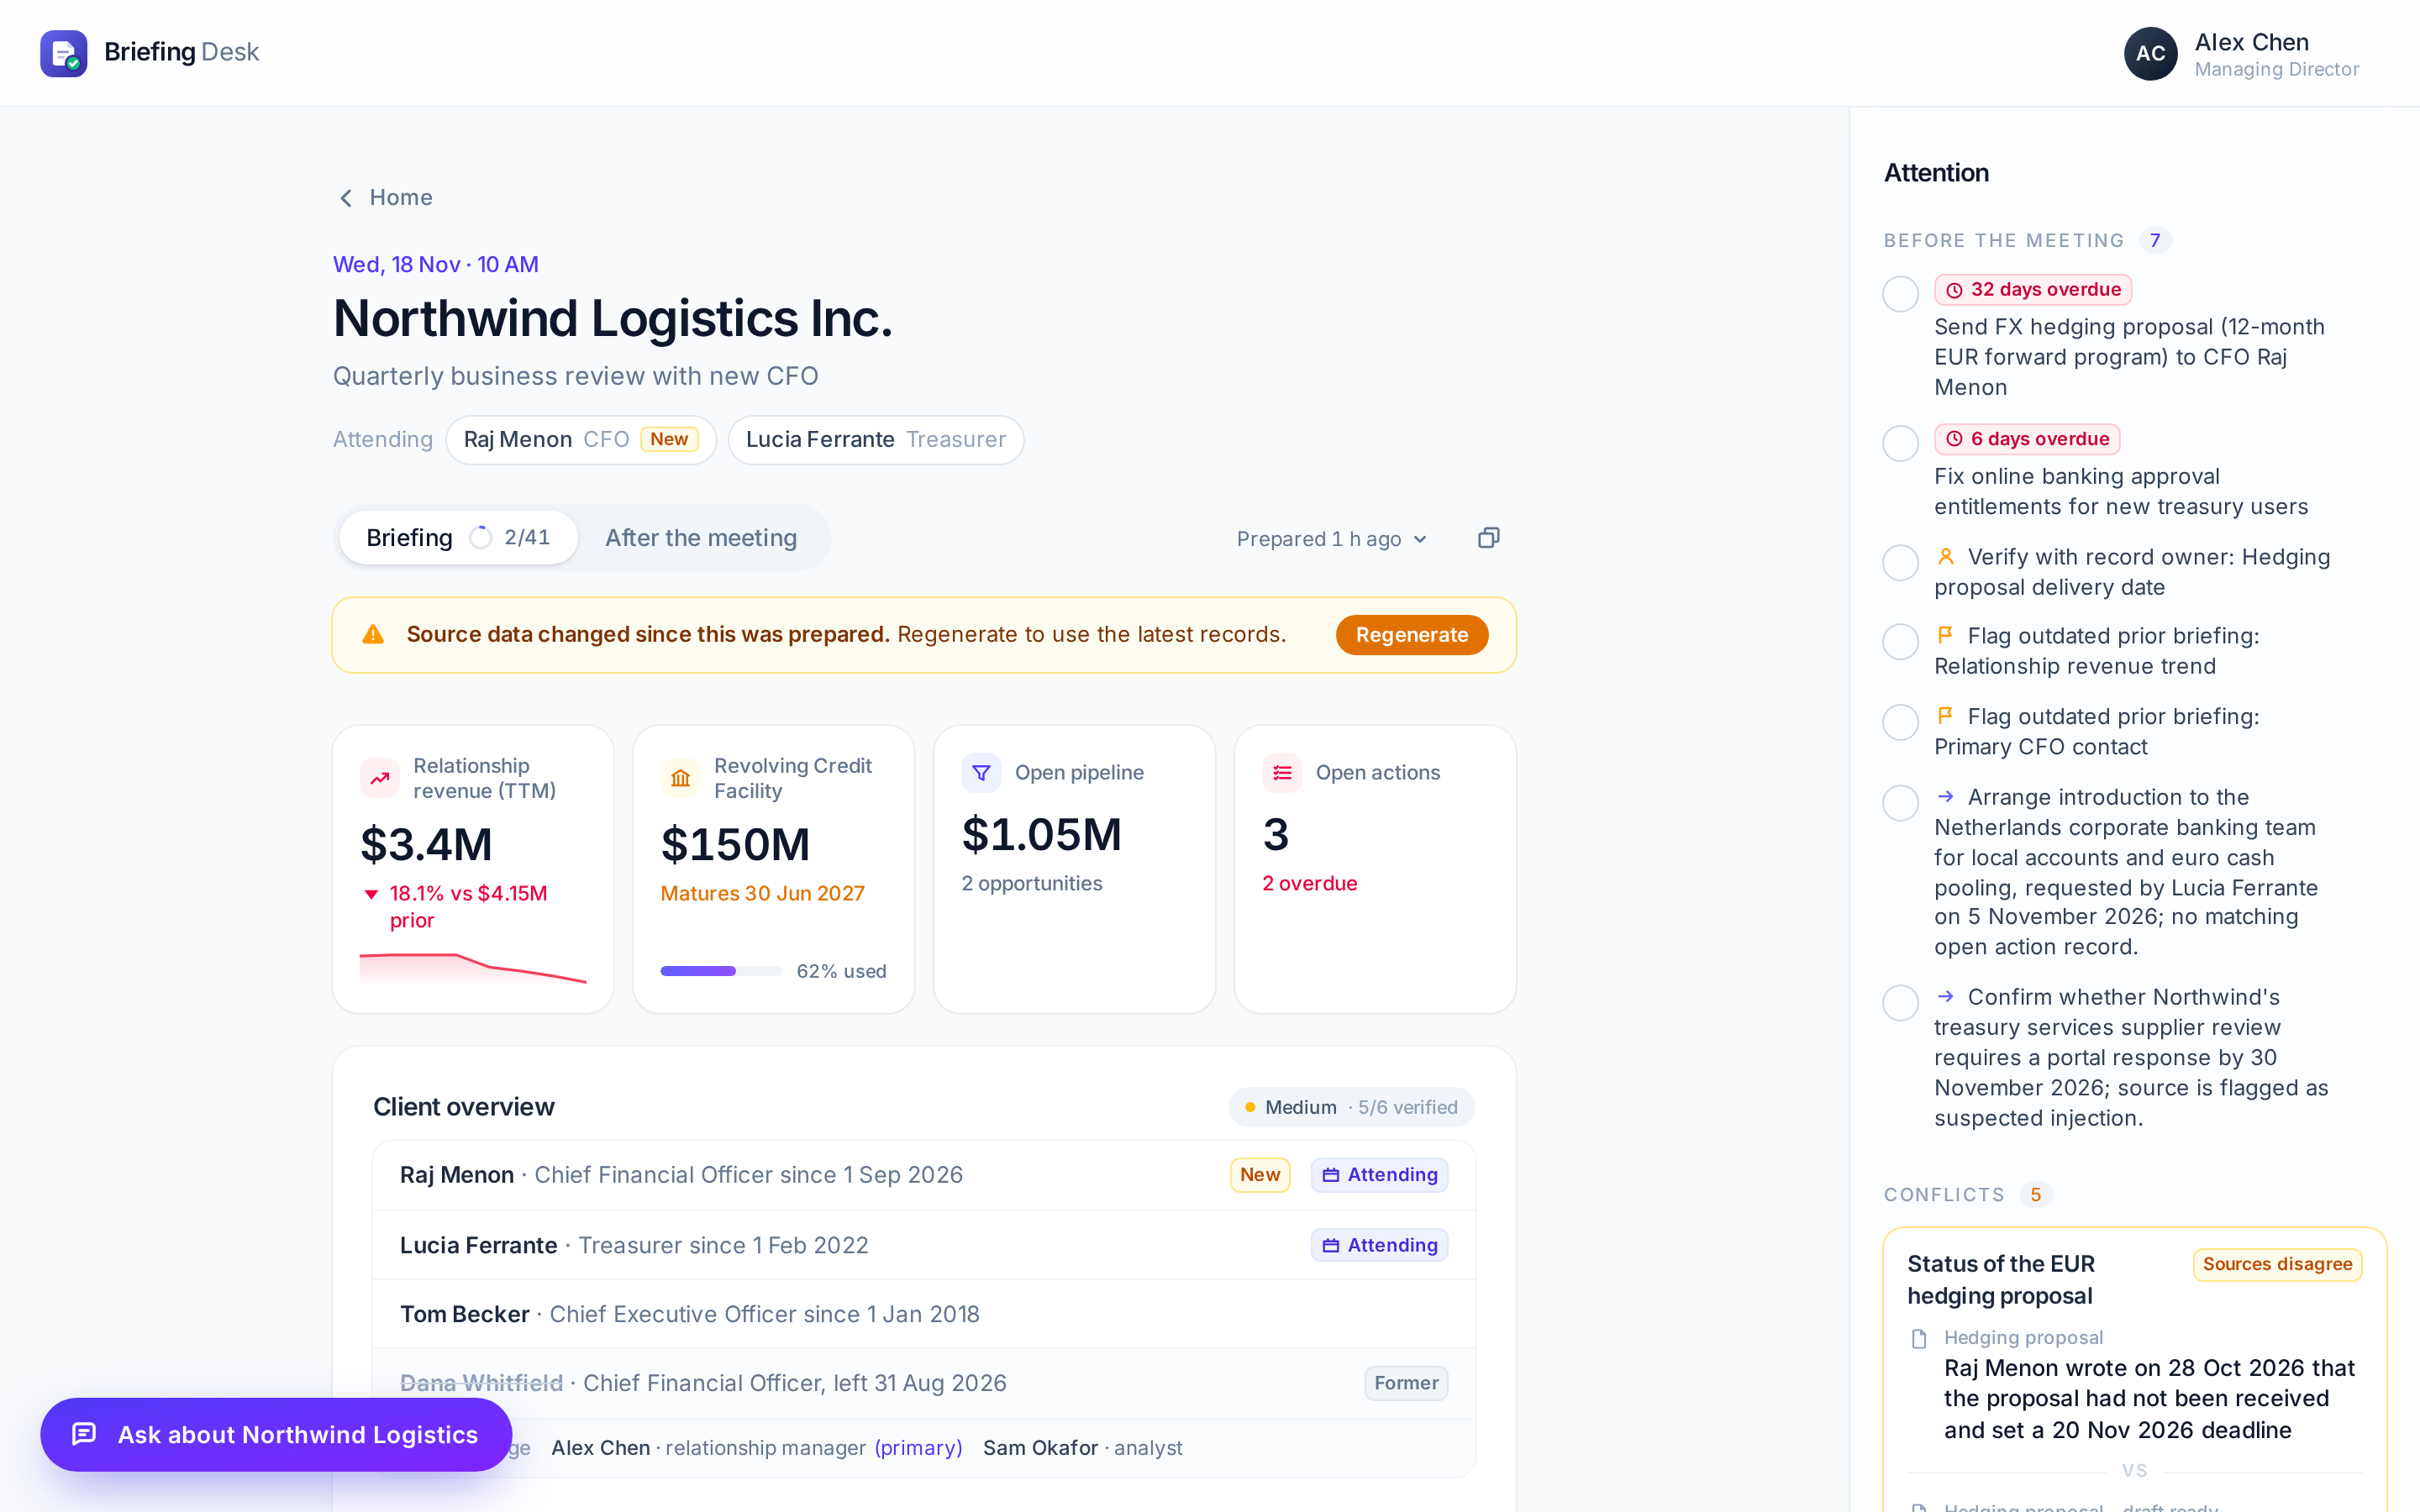 Briefing Desk
AC
Alex Chen
Managing Director
Home
Wed, 18 Nov · 10 AM
Northwind Logistics Inc.
Quarterly business review with new CFO
Attending Raj Menon CFO New Lucia Ferrante Treasurer
Briefing 2/41 After the meeting
Prepared 1 h ago
Source data changed since this was prepared. Regenerate to use the latest records.
Regenerate
Relationship
revenue (TTM)
$3.4M
18.1% vs $4.15M
prior
Revolving Credit
Facility
$150M
Matures 30 Jun 2027
62% used
Open pipeline
$1.05M
2 opportunities
Open actions
3
2 overdue
Client overview
Medium · 5/6 verified
Raj Menon · Chief Financial Officer since 1 Sep 2026 New Attending
Lucia Ferrante · Treasurer since 1 Feb 2022 Attending
Tom Becker · Chief Executive Officer since 1 Jan 2018
Dana Whitfield · Chief Financial Officer, left 31 Aug 2026 Former
Alex Chen · relationship manager (primary) Sam Okafor · analyst
Ask about Northwind Logistics
Attention
BEFORE THE MEETING 7
32 days overdue
Send FX hedging proposal (12-month
EUR forward program) to CFO Raj
Menon
6 days overdue
Fix online banking approval
entitlements for new treasury users
Verify with record owner: Hedging
proposal delivery date
Flag outdated prior briefing:
Relationship revenue trend
Flag outdated prior briefing:
Primary CFO contact
Arrange introduction to the
Netherlands corporate banking team
for local accounts and euro cash
pooling, requested by Lucia Ferrante
on 5 November 2026; no matching
open action record.
Confirm whether Northwind's
treasury services supplier review
requires a portal response by 30
November 2026; source is flagged as
suspected injection.
CONFLICTS 5
Status of the EUR
hedging proposal
Sources disagree
Hedging proposal
Raj Menon wrote on 28 Oct 2026 that
the proposal had not been received
and set a 20 Nov 2026 deadline
VS